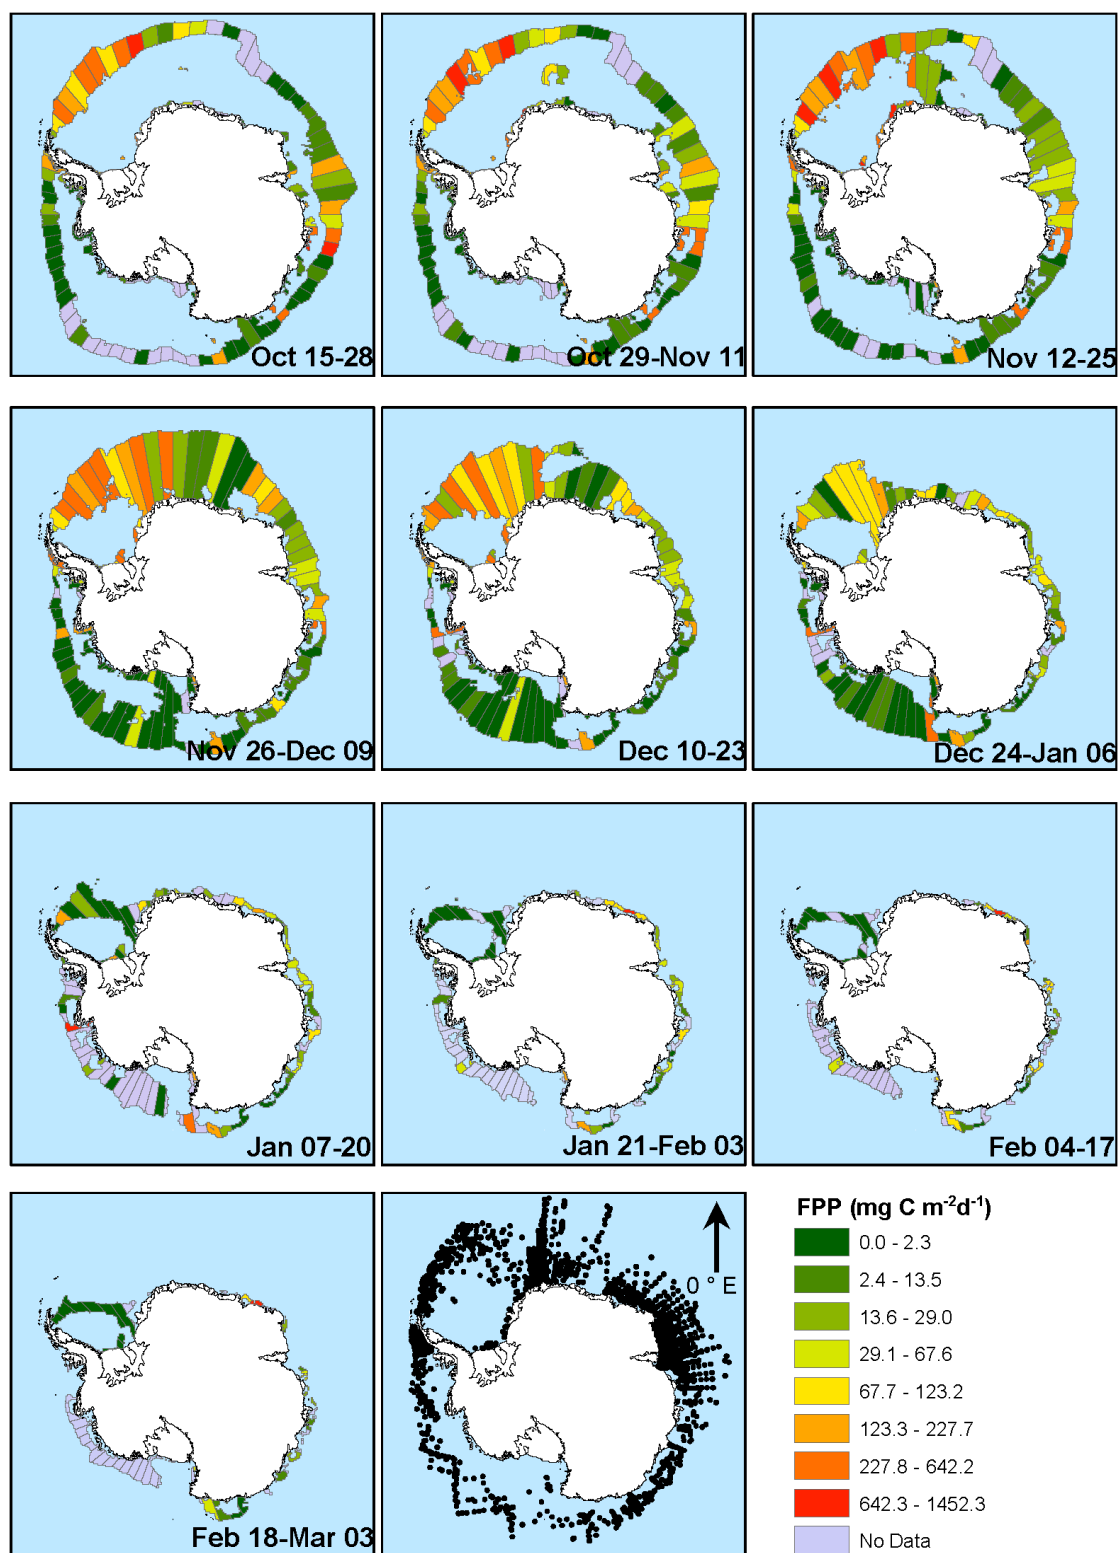 Oct 15-28
Oct 29-Nov 11
Nov 12-25
Nov 26-Dec 09
Dec 10-23
Dec 24-Jan 06
Jan 07-20
Jan 21-Feb 03
Feb 04-17
Feb 18-Mar 03
0 ° E
FPP (mg C m⁻²d⁻¹)
0.0 - 2.3
2.4 - 13.5
13.6 - 29.0
29.1 - 67.6
67.7 - 123.2
123.3 - 227.7
227.8 - 642.2
642.3 - 1452.3
No Data